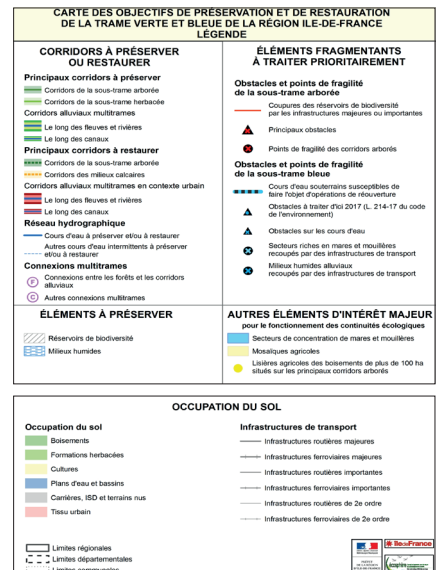 CARTE DES OBJECTIFS DE PRÉSERVATION ET DE RESTAURATION
DE LA TRAME VERTE ET BLEUE DE LA RÉGION ILE-DE-FRANCE
LÉGENDE
CORRIDORS À PRÉSERVER
OU RESTAURER
Principaux corridors à préserver
Corridors de la sous-trame arborée
Corridors de la sous-trame herbacée
Corridors alluviaux multitrames
Le long des fleuves et rivières
Le long des canaux
Principaux corridors à restaurer
Corridors de la sous-trame arborée
Corridors des milieux calcaires
Corridors alluviaux multitrames en contexte urbain
Le long des fleuves et rivières
Le long des canaux
Réseau hydrographique
Cours d'eau à préserver et/ou à restaurer
Autres cours d'eau intermittents à préserver
et/ou à restaurer
Connexions multitrames
F
Connexions entre les forêts et les corridors
alluviaux
C
Autres connexions multitrames
ÉLÉMENTS FRAGMENTANTS
À TRAITER PRIORITAIREMENT
Obstacles et points de fragilité
de la sous-trame arborée
Coupures des réservoirs de biodiversité
par les infrastructures majeures ou importantes
Principaux obstacles
Points de fragilité des corridors arborés
Obstacles et points de fragilité
de la sous-trame bleue
Cours d'eau souterrains susceptibles de
faire l'objet d'opérations de réouverture
Obstacles à traiter d'ici 2017 (L. 214-17 du code
de l'environnement)
Obstacles sur les cours d'eau
Secteurs riches en mares et mouillères
recoupés par des infrastructures de transport
Milieux humides alluviaux
recoupés par des infrastructures de transport
ÉLÉMENTS À PRÉSERVER
Réservoirs de biodiversité
Milieux humides
AUTRES ÉLÉMENTS D'INTÉRÊT MAJEUR
pour le fonctionnement des continuités écologiques
Secteurs de concentration de mares et mouillères
Mosaïques agricoles
Lisières agricoles des boisements de plus de 100 ha
situés sur les principaux corridors arborés
OCCUPATION DU SOL
Occupation du sol
Boisements
Formations herbacées
Cultures
Plans d'eau et bassins
Carrières, ISD et terrains nus
Tissu urbain
Infrastructures de transport
Infrastructures routières majeures
Infrastructures ferroviaires majeures
Infrastructures routières importantes
Infrastructures ferroviaires importantes
Infrastructures routières de 2e ordre
Infrastructures ferroviaires de 2e ordre
Limites régionales
Limites départementales
Limites communales
île de France